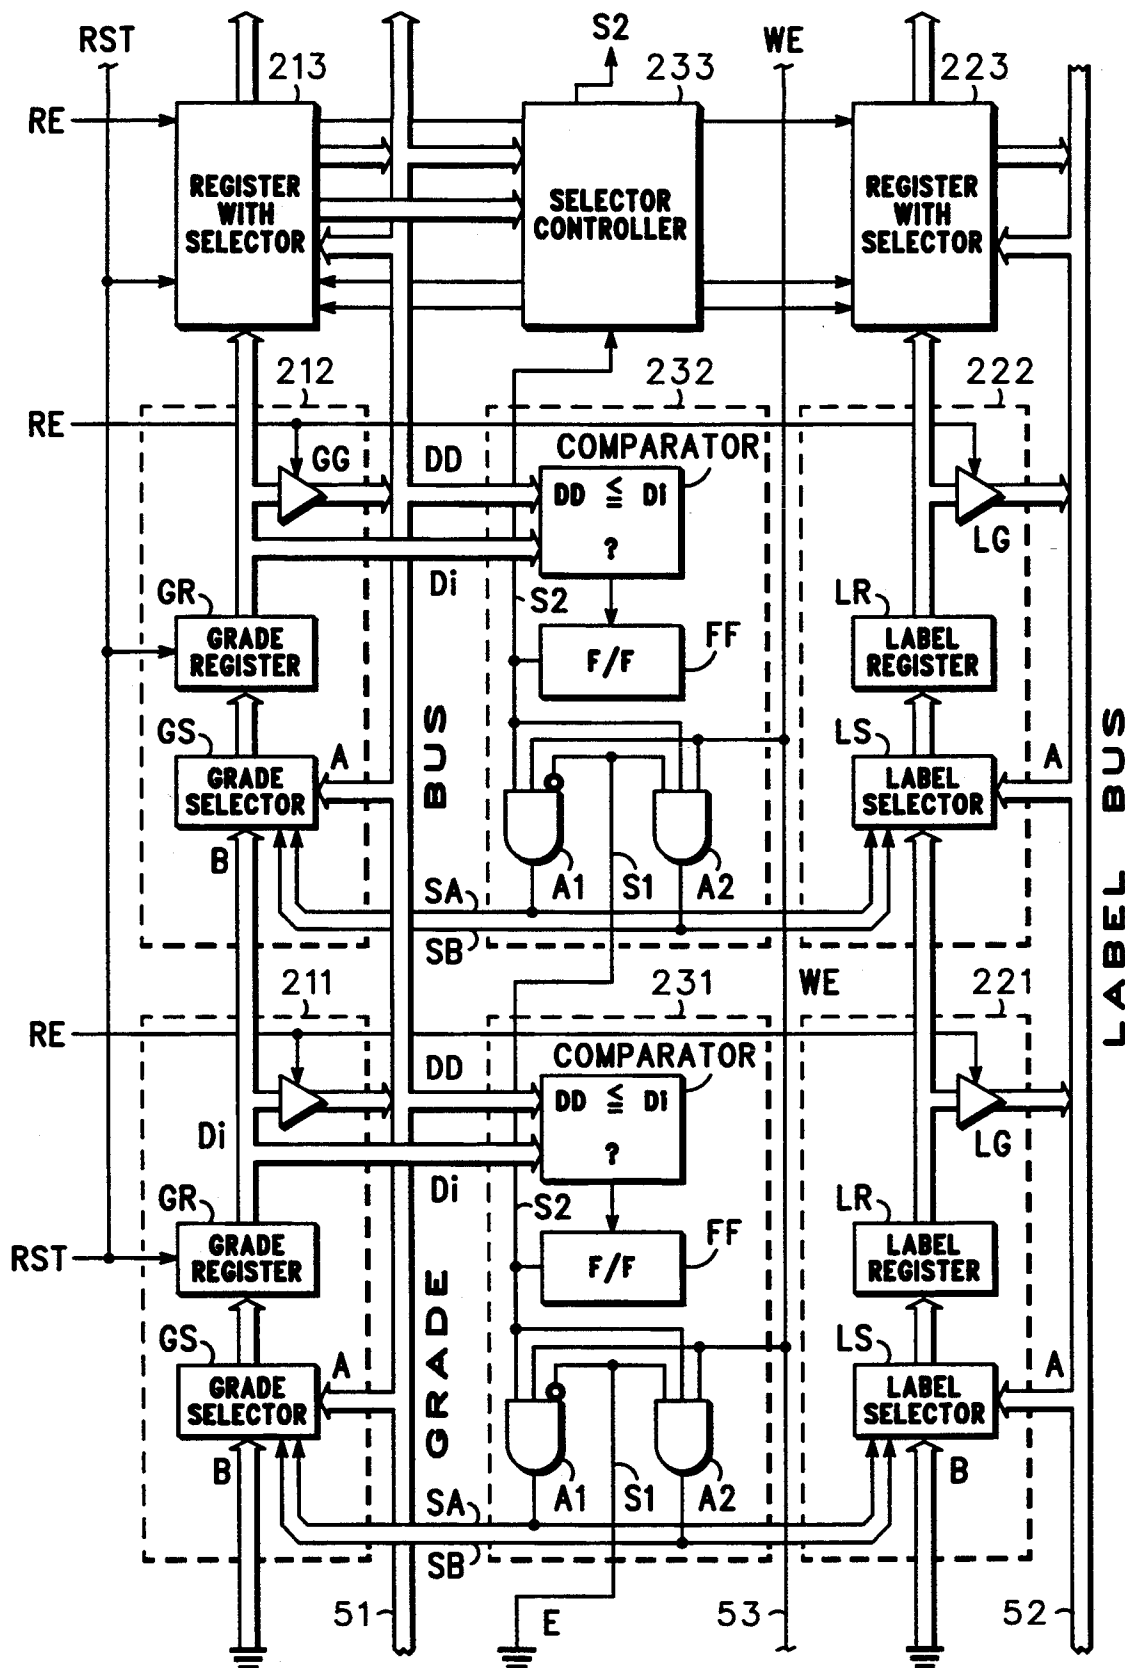 RST
S2
WE
213
233
223
RE
REGISTER
WITH
SELECTOR
SELECTOR
CONTROLLER
REGISTER
WITH
SELECTOR
212
232
222
RE
GG
DD
COMPARATOR
DD ≦ Di
?
LG
Di
S2
GR
GRADE
REGISTER
F/F
FF
LR
LABEL
REGISTER
GS
A
GRADE
SELECTOR
B
LS
A
LABEL
SELECTOR
SA
A1
S1
A2
SB
211
231
WE
221
RE
DD
COMPARATOR
DD ≦ Di
?
LG
Di
Di
S2
GR
GRADE
REGISTER
RST
F/F
FF
LR
LABEL
REGISTER
GS
A
GRADE
SELECTOR
B
LS
A
LABEL
SELECTOR
B
SA
A1
S1
A2
SB
51
E
53
52
GRADE BUS
LABEL BUS